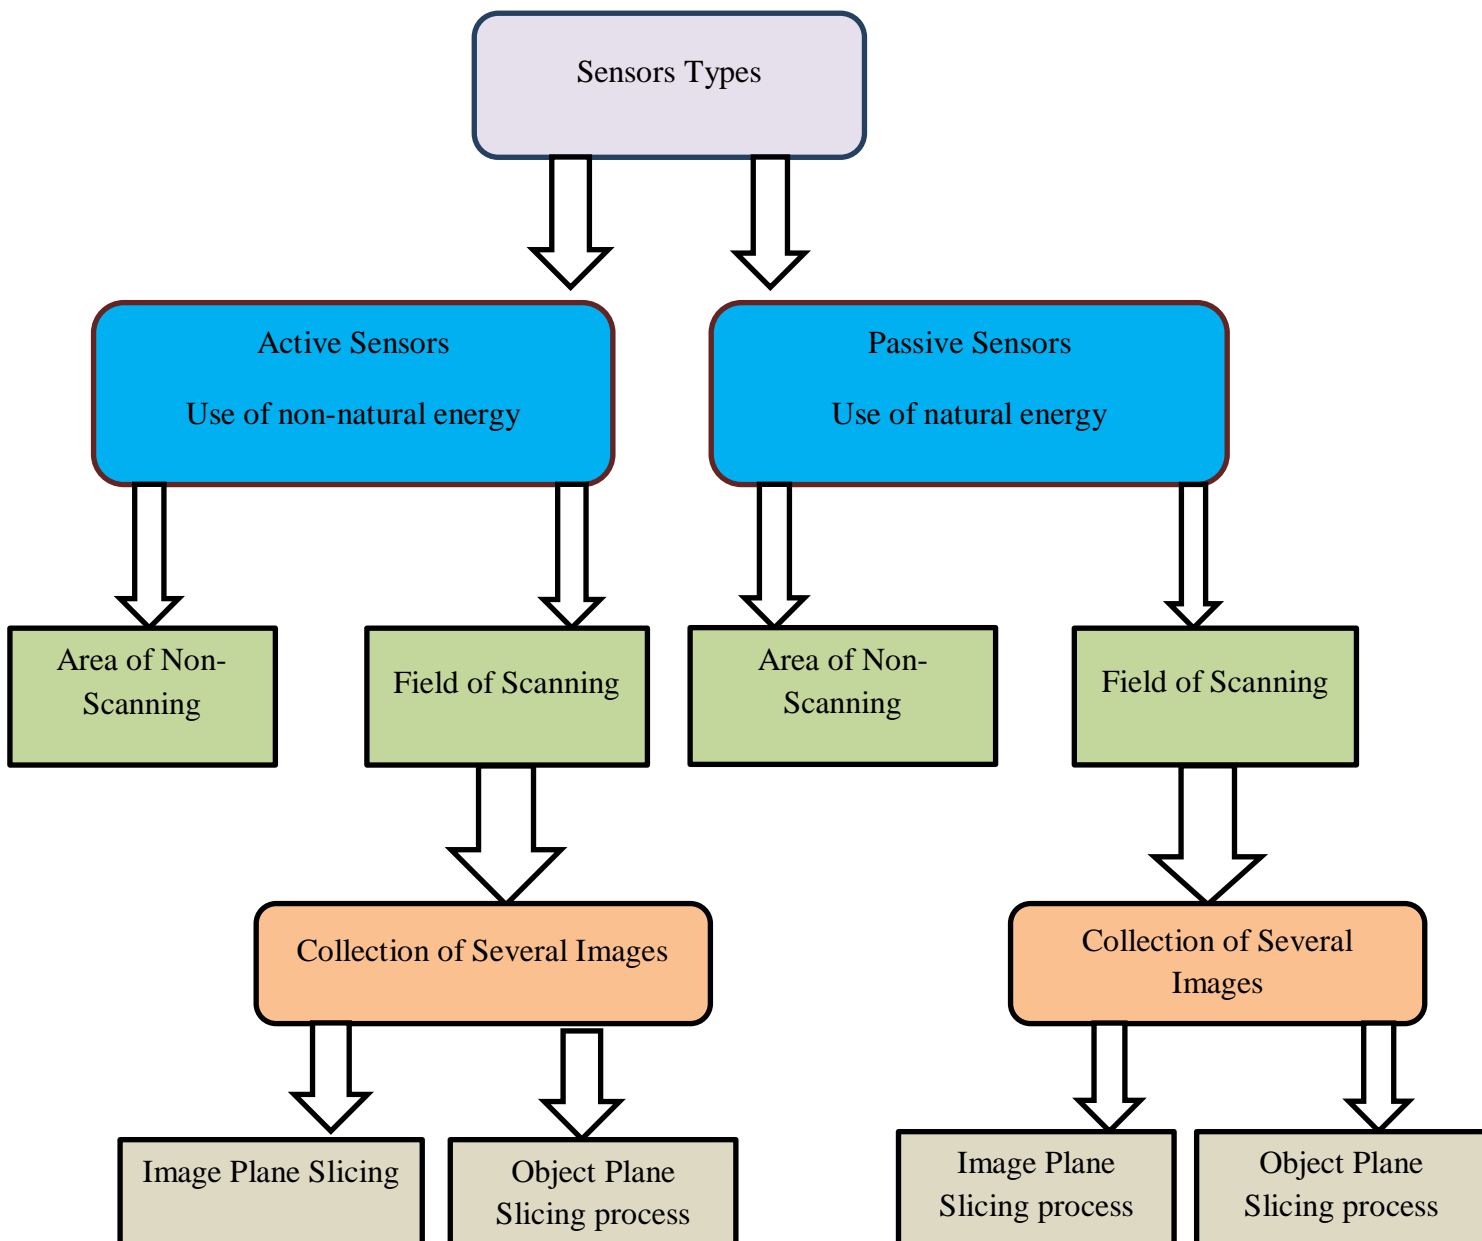 Sensors Types
Active Sensors
Use of non-natural energy
Passive Sensors
Use of natural energy
Area of Non-
Scanning
Field of Scanning
Area of Non-
Scanning
Field of Scanning
Collection of Several Images
Collection of Several
Images
Image Plane Slicing
Object Plane
Slicing process
Image Plane
Slicing process
Object Plane
Slicing process